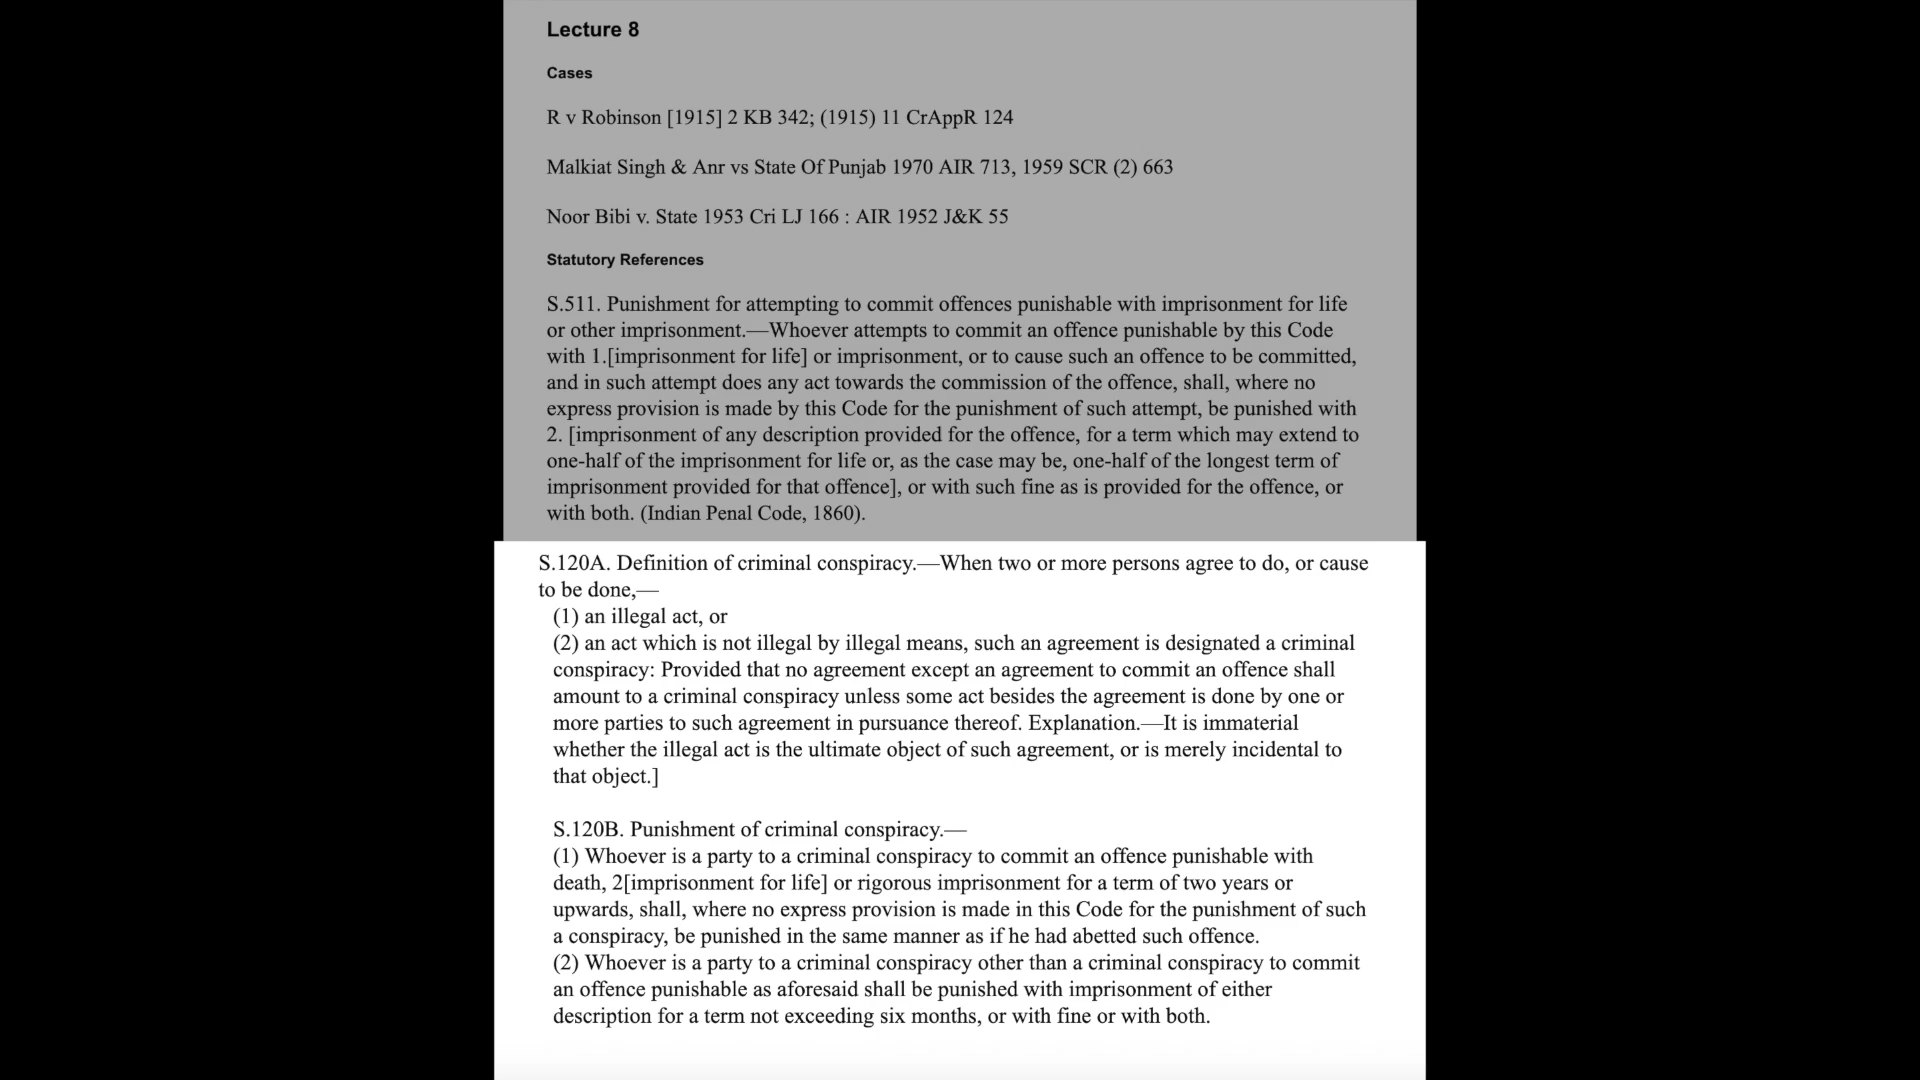 Lecture 8
Cases
R v Robinson [1915] 2 KB 342; (1915) 11 CrAppR 124
Malkiat Singh & Anr vs State Of Punjab 1970 AIR 713, 1959 SCR (2) 663
Noor Bibi v. State 1953 Cri LJ 166 : AIR 1952 J&K 55
Statutory References
S.511. Punishment for attempting to commit offences punishable with imprisonment for life
or other imprisonment.—Whoever attempts to commit an offence punishable by this Code
with 1.[imprisonment for life] or imprisonment, or to cause such an offence to be committed,
and in such attempt does any act towards the commission of the offence, shall, where no
express provision is made by this Code for the punishment of such attempt, be punished with
2. [imprisonment of any description provided for the offence, for a term which may extend to
one-half of the imprisonment for life or, as the case may be, one-half of the longest term of
imprisonment provided for that offence], or with such fine as is provided for the offence, or
with both. (Indian Penal Code, 1860).
S.120A. Definition of criminal conspiracy.—When two or more persons agree to do, or cause
to be done,—
(1) an illegal act, or
(2) an act which is not illegal by illegal means, such an agreement is designated a criminal
conspiracy: Provided that no agreement except an agreement to commit an offence shall
amount to a criminal conspiracy unless some act besides the agreement is done by one or
more parties to such agreement in pursuance thereof. Explanation.—It is immaterial
whether the illegal act is the ultimate object of such agreement, or is merely incidental to
that object.]
S.120B. Punishment of criminal conspiracy.—
(1) Whoever is a party to a criminal conspiracy to commit an offence punishable with
death, 2[imprisonment for life] or rigorous imprisonment for a term of two years or
upwards, shall, where no express provision is made in this Code for the punishment of such
a conspiracy, be punished in the same manner as if he had abetted such offence.
(2) Whoever is a party to a criminal conspiracy other than a criminal conspiracy to commit
an offence punishable as aforesaid shall be punished with imprisonment of either
description for a term not exceeding six months, or with fine or with both.